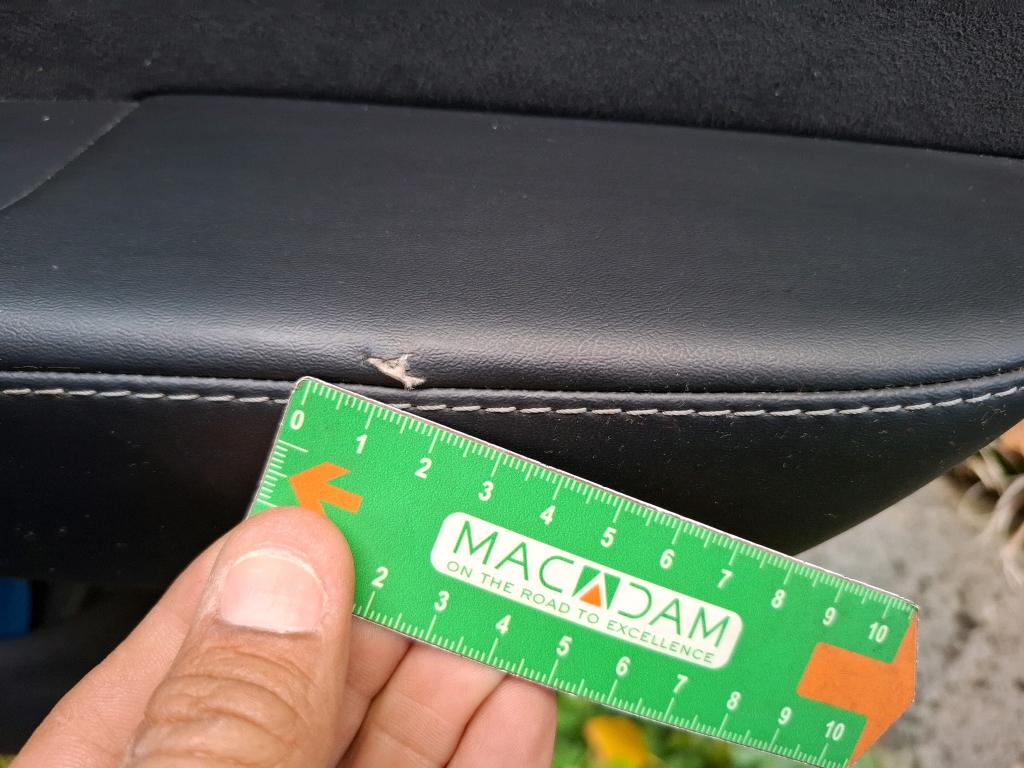 0 1 2 3 4 5 6 7 8 9 10
MACADAM
ON THE ROAD TO EXCELLENCE
2 3 4 5 6 7 8 9 10